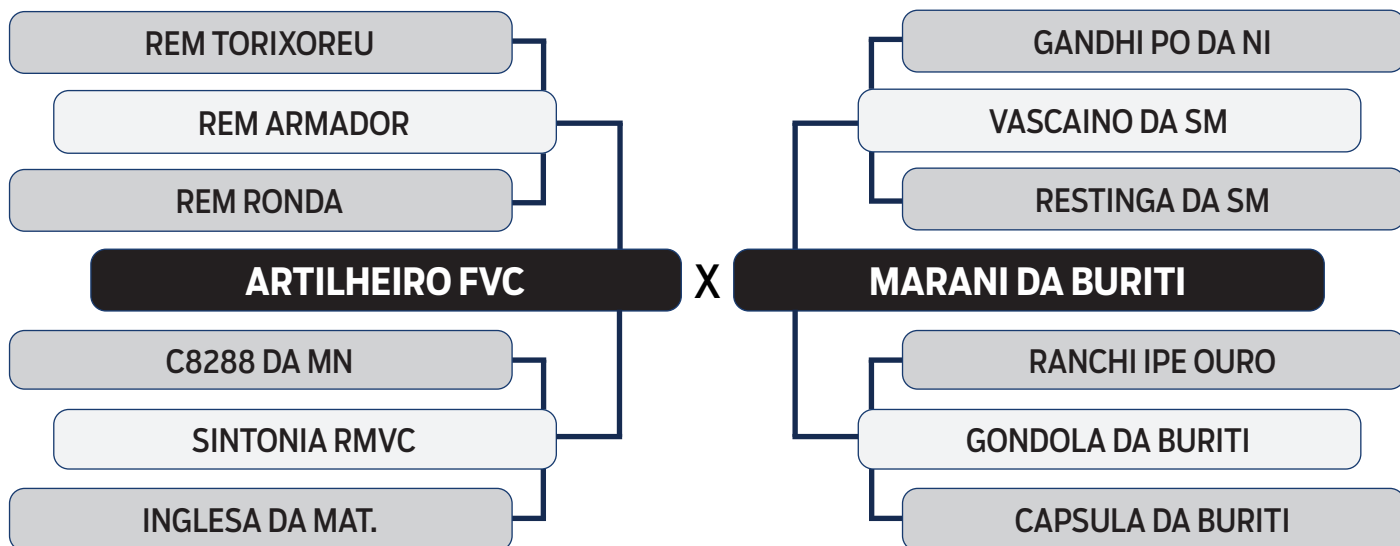 REM TORIXOREU
GANDHI PO DA NI
REM ARMADOR
VASCAINO DA SM
REM RONDA
RESTINGA DA SM
ARTILHEIRO FVC X MARANI DA BURITI
C8288 DA MN
RANCHI IPE OURO
SINTONIA RMVC
GONDOLA DA BURITI
INGLESA DA MAT.
CAPSULA DA BURITI